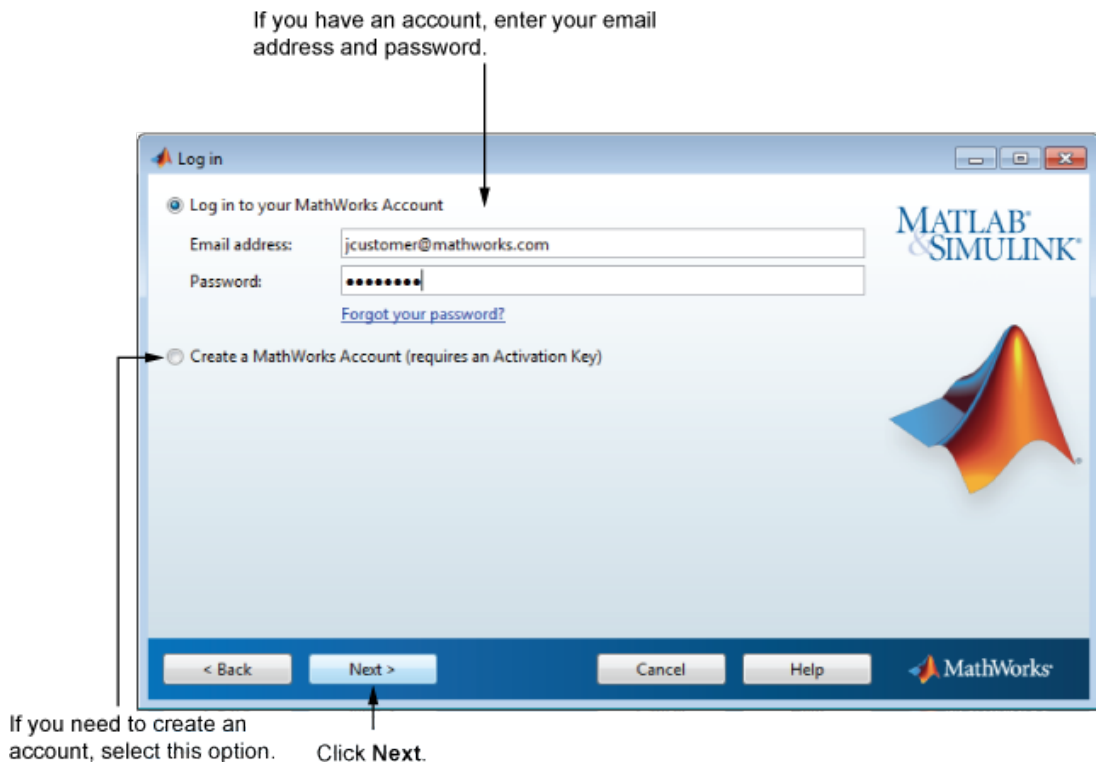 If you have an account, enter your email
address and password.
Log in
Log in to your MathWorks Account
Email address:
jcustomer@mathworks.com
Password:
••••••••
Forgot your password?
Create a MathWorks Account (requires an Activation Key)
MATLAB®
&SIMULINK®
®
< Back
Next >
Cancel
Help
MathWorks®
If you need to create an
account, select this option.
Click Next.